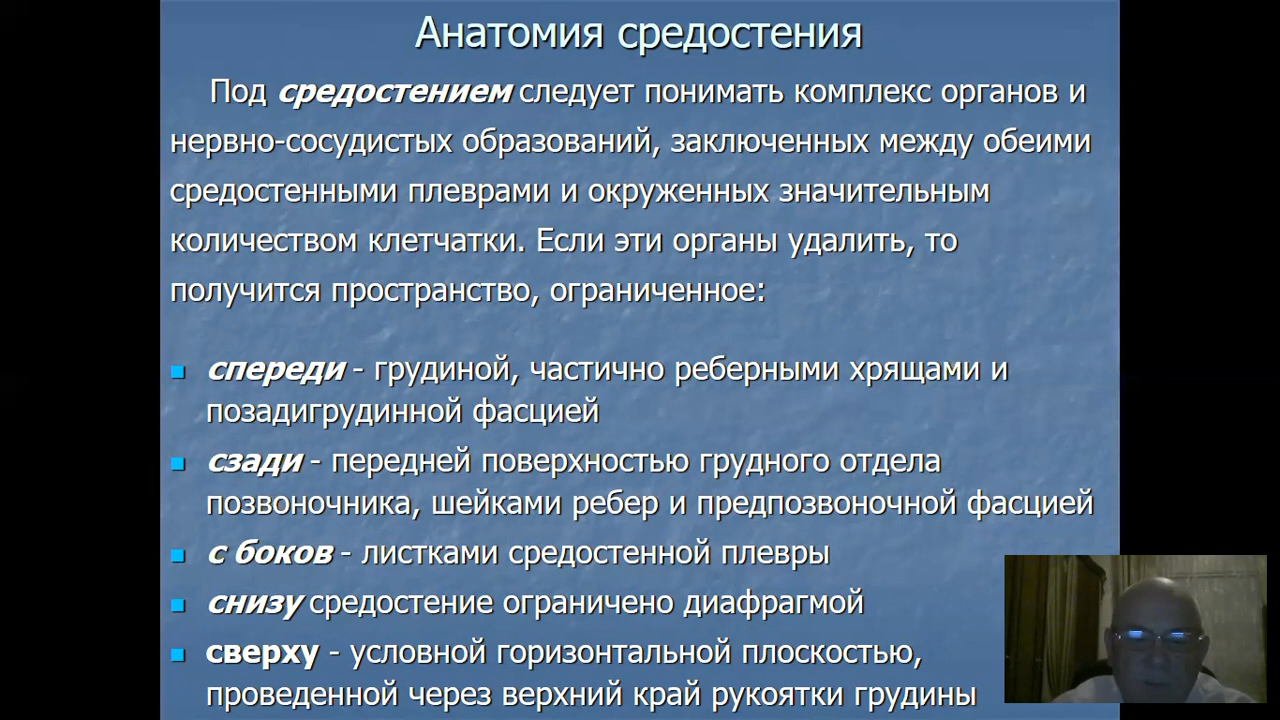 Анатомия средостения
Под средостением следует понимать комплекс органов и
нервно-сосудистых образований, заключенных между обеими
средостенными плеврами и окруженных значительным
количеством клетчатки. Если эти органы удалить, то
получится пространство, ограниченное:
спереди - грудиной, частично реберными хрящами и
позадигрудинной фасцией
сзади - передней поверхностью грудного отдела
позвоночника, шейками ребер и предпозвоночной фасцией
с боков - листками средостенной плевры
снизу средостение ограничено диафрагмой
сверху - условной горизонтальной плоскостью,
проведенной через верхний край рукоятки грудины